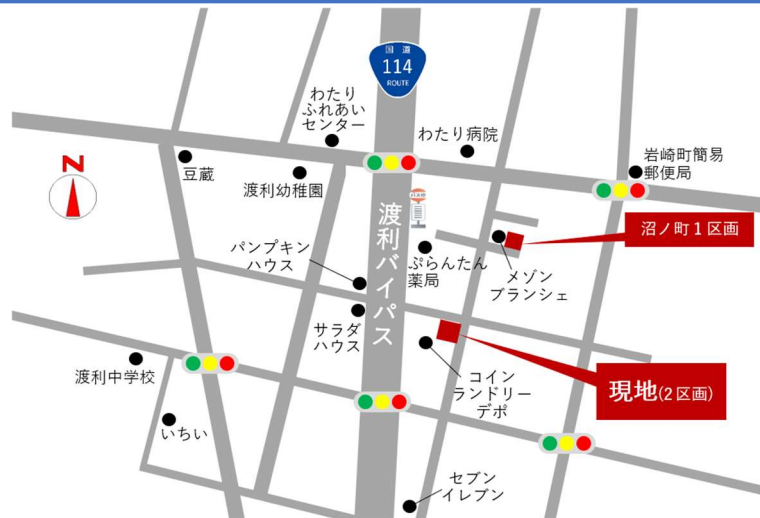 国道
114
ROUTE
わたり
ふれあい
センター
わたり病院
岩崎町簡易
郵便局
豆蔵
渡利幼稚園
バス停
沼ノ町1区画
渡利バイパス
パンプキン
ハウス
ぷらんたん
薬局
メゾン
ブランシェ
サラダ
ハウス
渡利中学校
コイン
ランドリー
デポ
現地(2区画)
いちい
セブン
イレブン
N